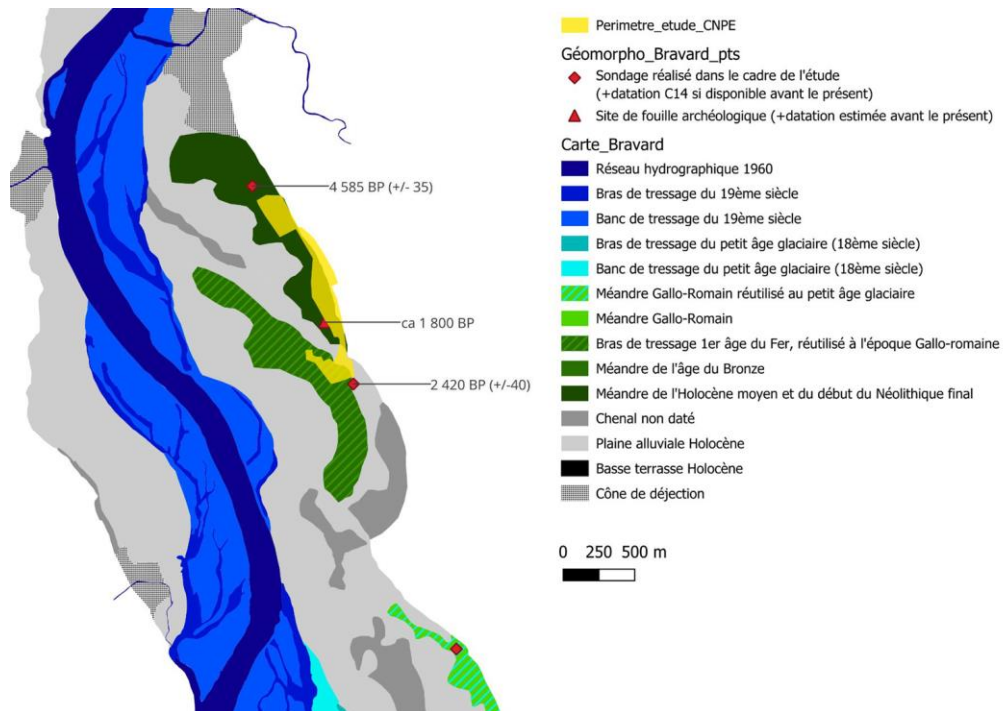 4 585 BP (+/- 35)
ca 1 800 BP
2 420 BP (+/-40)
Perimetre_etude_CNPE
Géomorpho_Bravard_pts
Sondage réalisé dans le cadre de l'étude
(+datation C14 si disponible avant le présent)
Site de fouille archéologique (+datation estimée avant le présent)
Carte_Bravard
Réseau hydrographique 1960
Bras de tressage du 19ème siècle
Banc de tressage du 19ème siècle
Bras de tressage du petit âge glaciaire (18ème siècle)
Banc de tressage du petit âge glaciaire (18ème siècle)
Méandre Gallo-Romain réutilisé au petit âge glaciaire
Méandre Gallo-Romain
Bras de tressage 1er âge du Fer, réutilisé à l'époque Gallo-romaine
Méandre de l'âge du Bronze
Méandre de l'Holocène moyen et du début du Néolithique final
Chenal non daté
Plaine alluviale Holocène
Basse terrasse Holocène
Cône de déjection
0 250 500 m